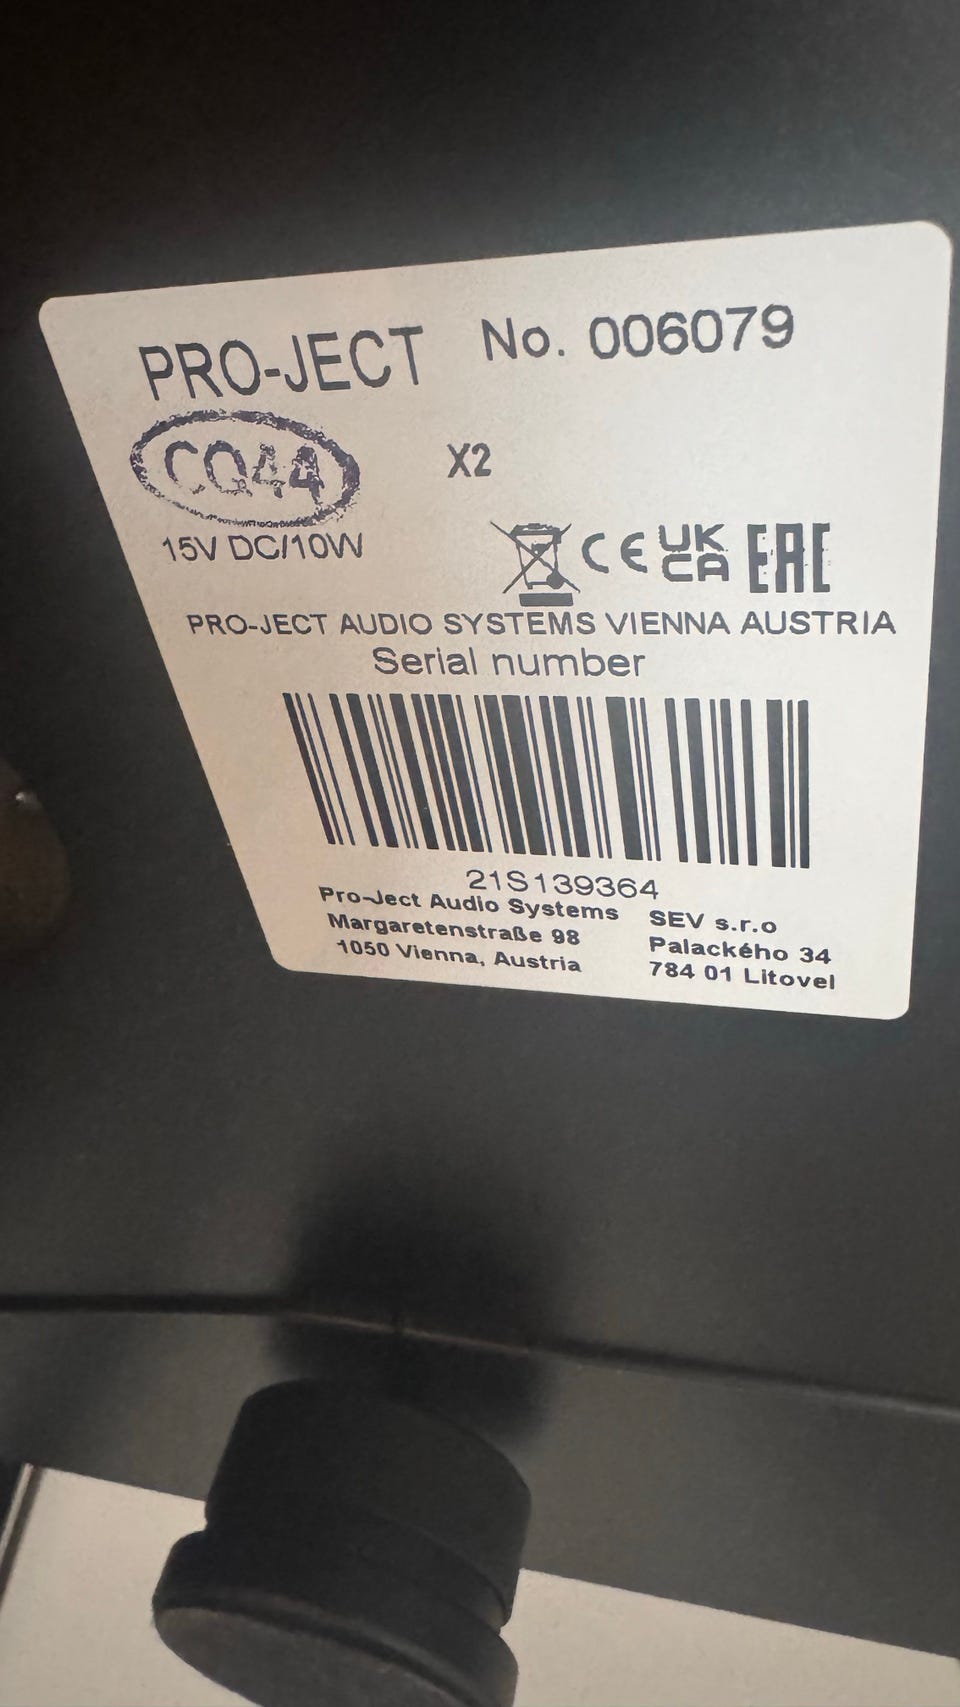 PRO-JECT No. 006079
CQ44
X2
15V DC/10W
CE UK CA EAC
PRO-JECT AUDIO SYSTEMS VIENNA AUSTRIA
Serial number
21S139364
Pro-Ject Audio Systems
Margaretenstraße 98
1050 Vienna, Austria
SEV s.r.o
Palackého 34
784 01 Litovel